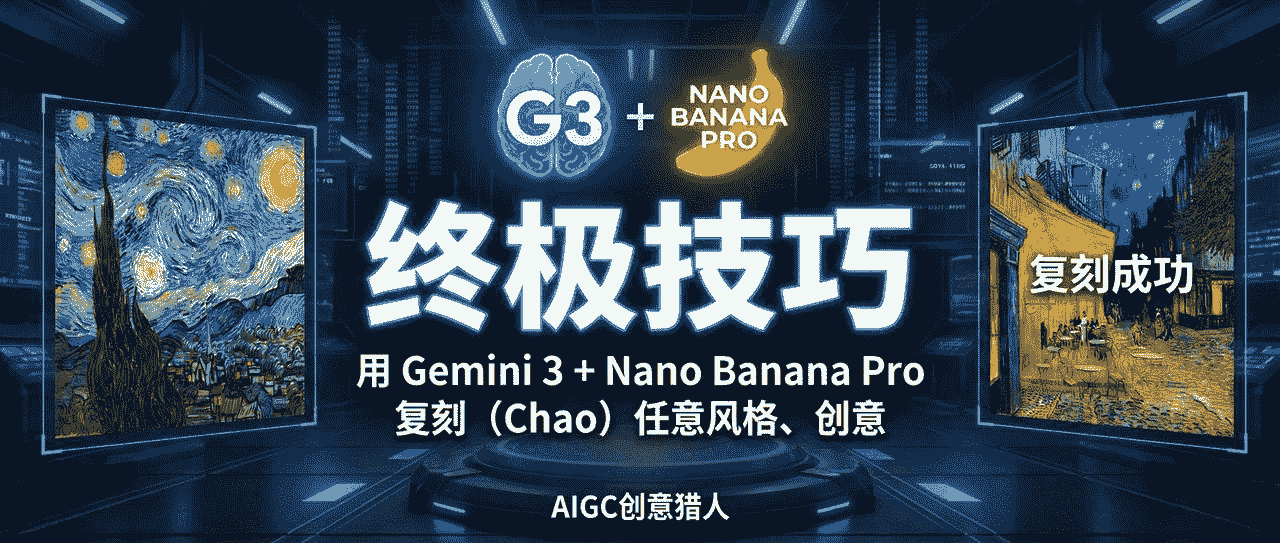 G3 + NANO BANANA PRO
终极技巧
用 Gemini 3 + Nano Banana Pro
复刻（Chao）任意风格、创意
复刻成功
AIGC创意猎人